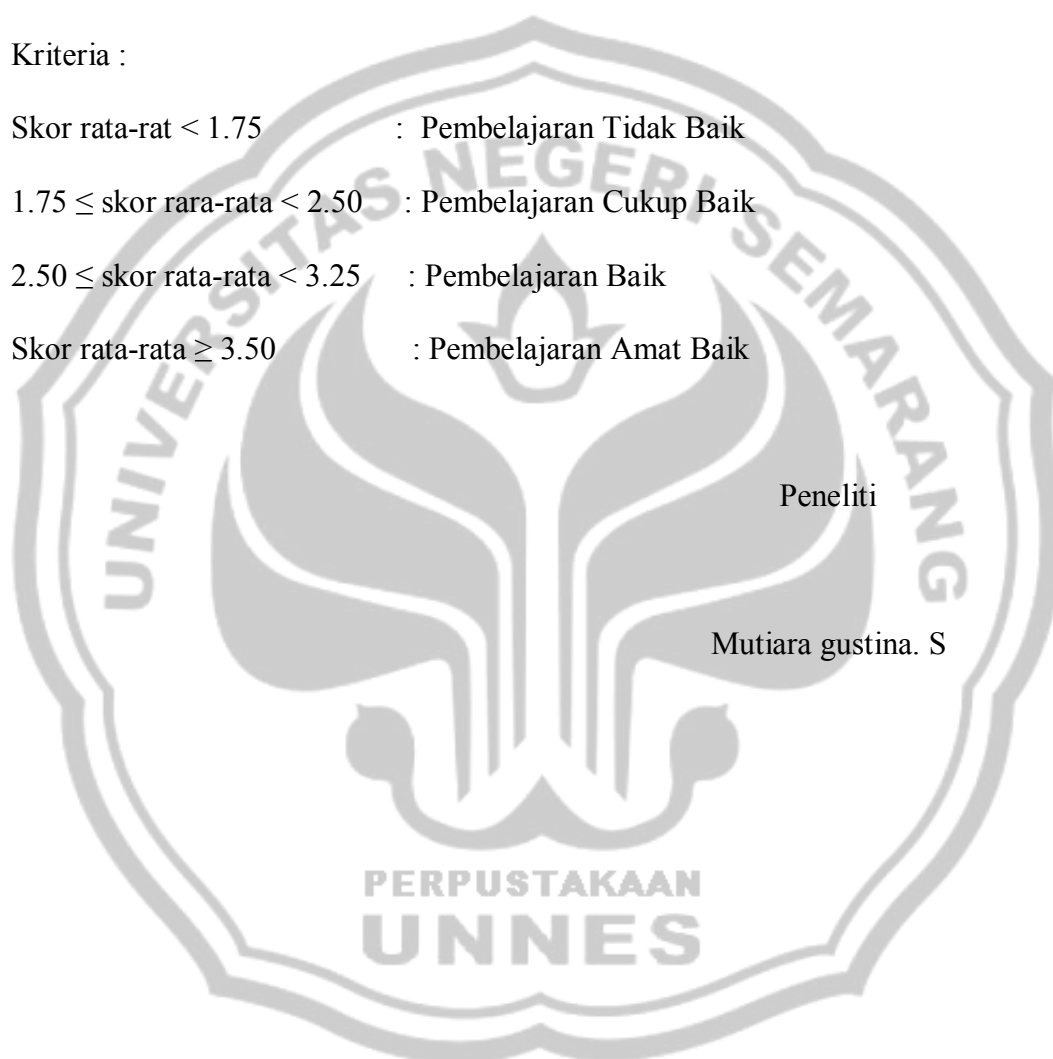 Kriteria :
Skor rata-rat < 1.75 : Pembelajaran Tidak Baik
1.75 ≤ skor rara-rata < 2.50 : Pembelajaran Cukup Baik
2.50 ≤ skor rata-rata < 3.25 : Pembelajaran Baik
Skor rata-rata ≥ 3.50 : Pembelajaran Amat Baik
Peneliti
Mutiara gustina. S
UNIVERSITAS NEGERI SEMARANG
PERPUSTAKAAN
UNNES